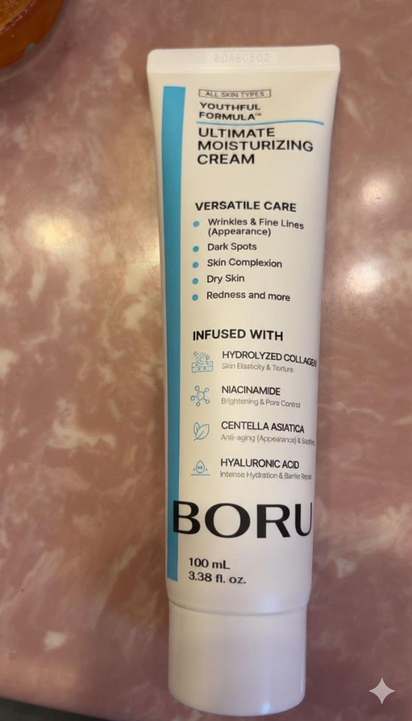 ALL SKIN TYPES
YOUTHFUL
FORMULA™
ULTIMATE
MOISTURIZING
CREAM
VERSATILE CARE
Wrinkles & Fine Lines
(Appearance)
Dark Spots
Skin Complexion
Dry Skin
Redness and more
INFUSED WITH
HYDROLYZED COLLAGEN
Skin Elasticity & Texture
NIACINAMIDE
Brightening & Pore Control
CENTELLA ASIATICA
Anti-aging (Appearance) & Soothing
HA
HYALURONIC ACID
Intense Hydration & Barrier Repair
BORU
100 mL
3.38 fl. oz.